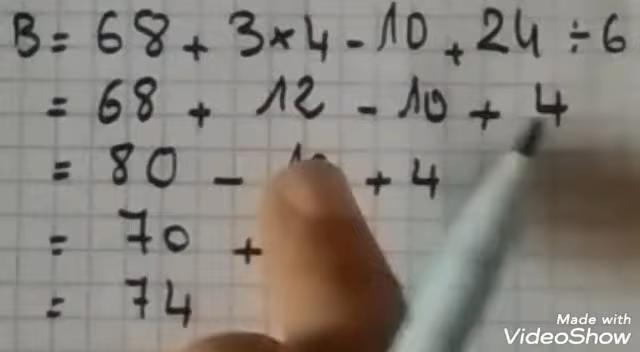 B = 68 + 3 × 4 - 10 + 24 ÷ 6
= 68 + 12 - 10 + 4
= 80 - + 4
= 70 +
= 74
Made with
VideoShow